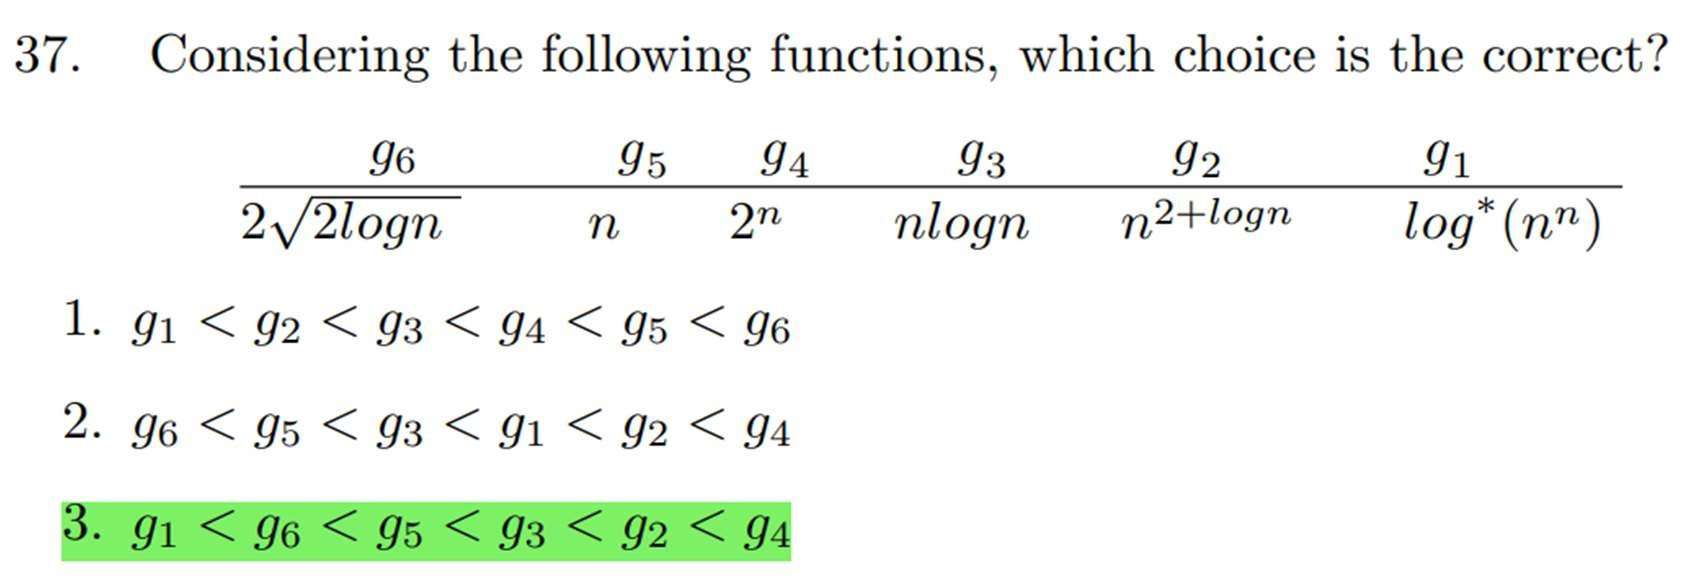 37. Considering the following functions, which choice is the correct?
g6 g5 g4 g3 g2 g1
2√2logn n 2ⁿ nlogn n^{2+logn} log*(nⁿ)
1. g1 < g2 < g3 < g4 < g5 < g6
2. g6 < g5 < g3 < g1 < g2 < g4
3. g1 < g6 < g5 < g3 < g2 < g4